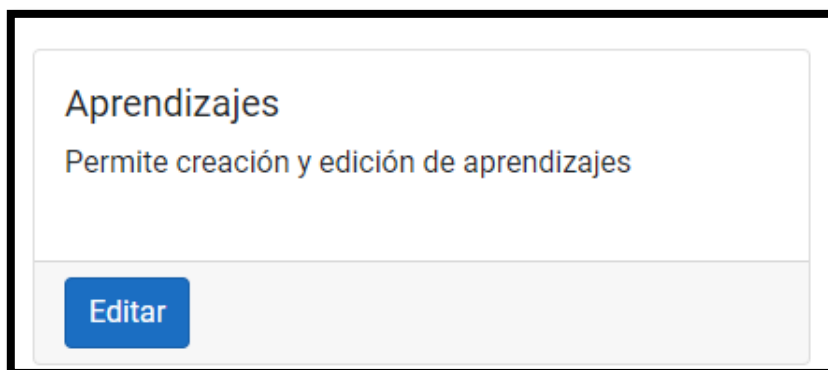 Aprendizajes
Permite creación y edición de aprendizajes
Editar